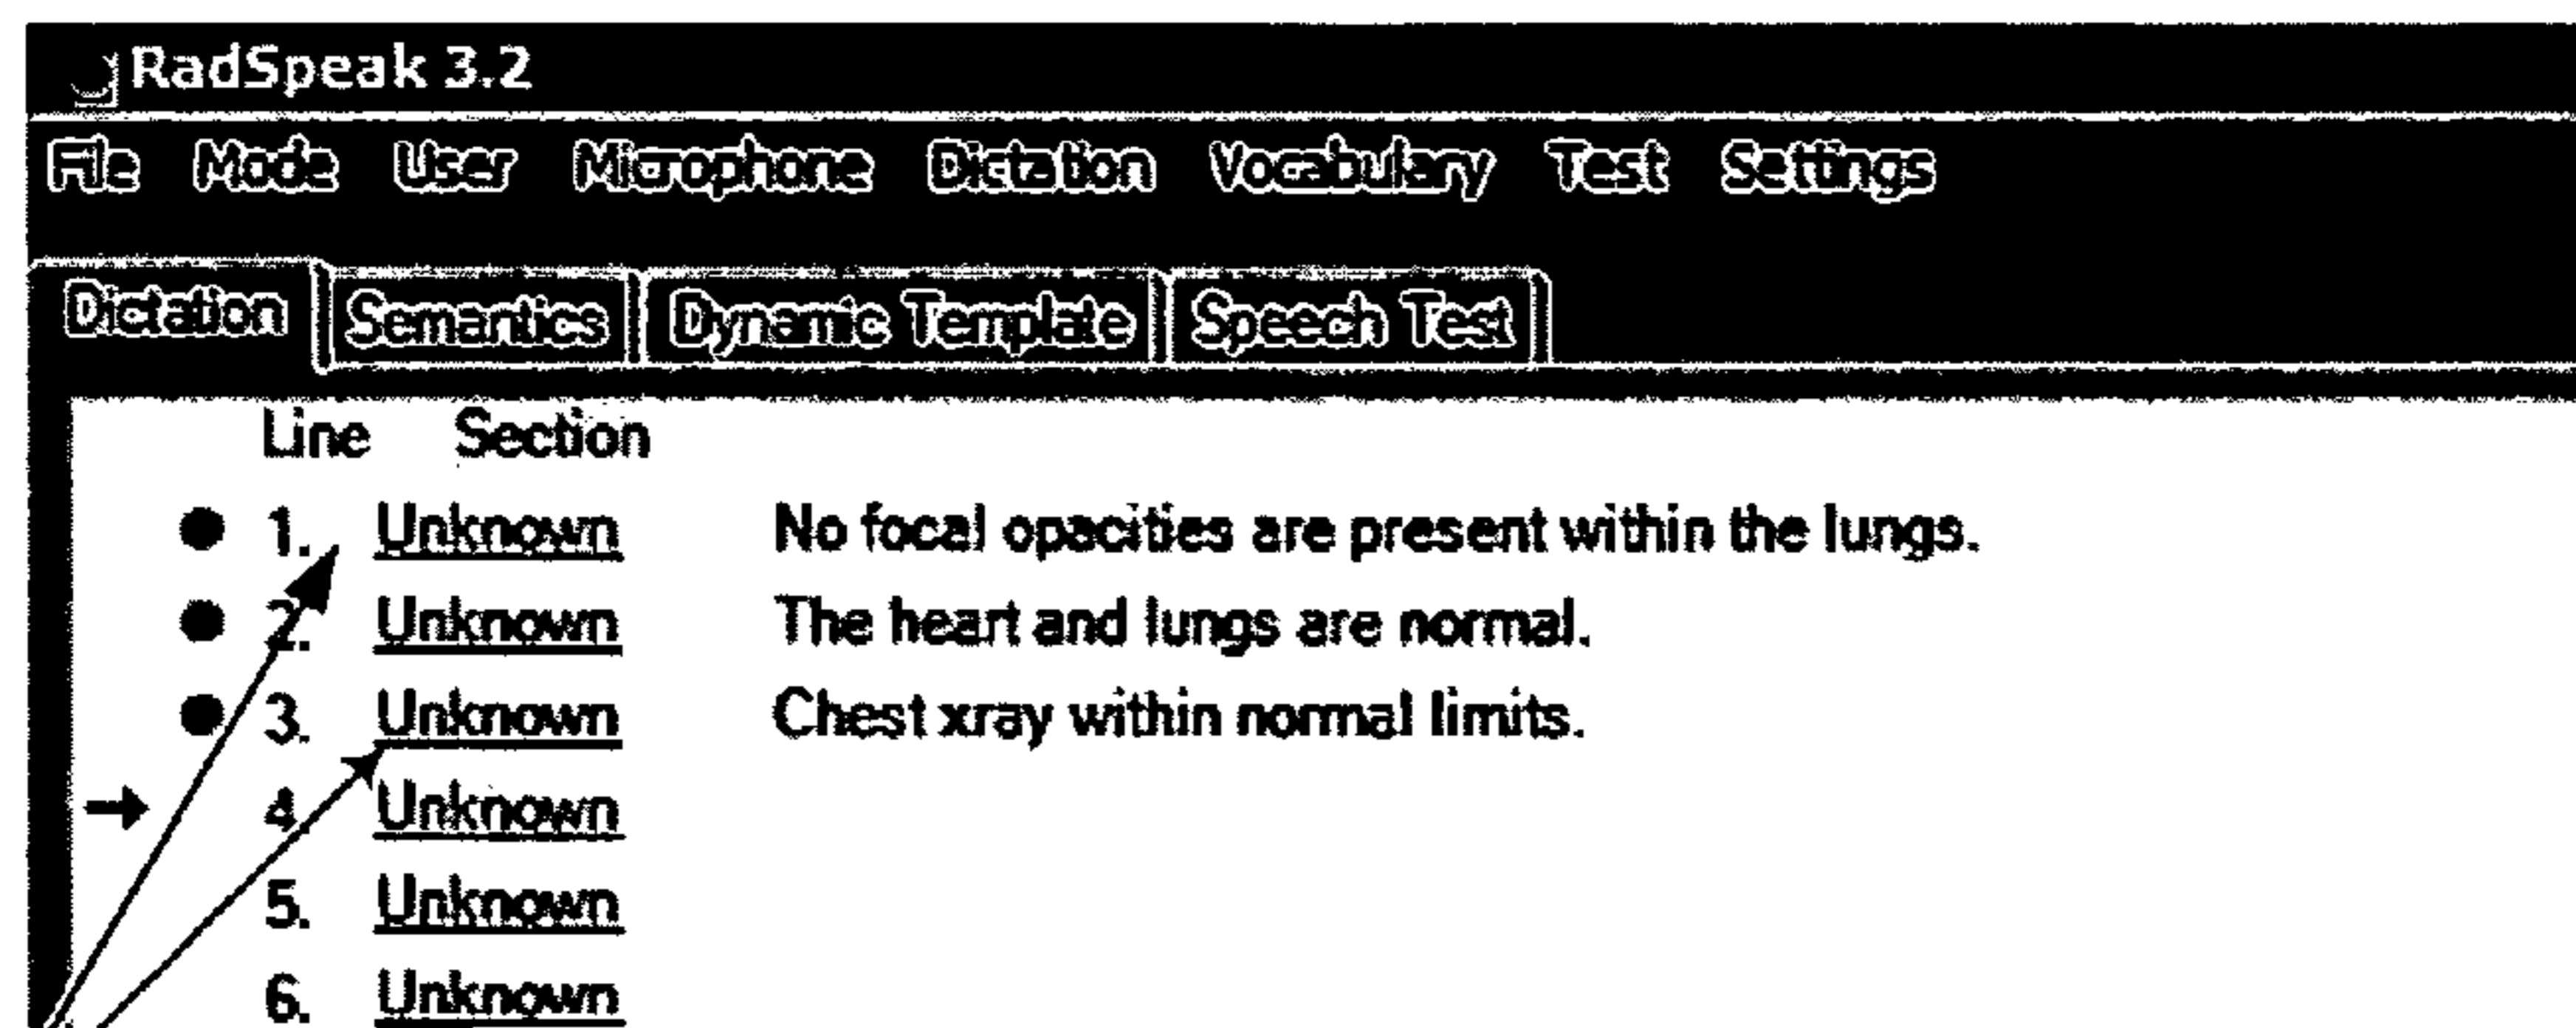 RadSpeak 3.2
File Mode User Microphone Dictation Vocabulary Test Settings
Dictation Semantics Dynamic Template Speech Test
Line Section
1. Unknown No focal opacities are present within the lungs.
2. Unknown The heart and lungs are normal.
3. Unknown Chest xray within normal limits.
4. Unknown
5. Unknown
6. Unknown